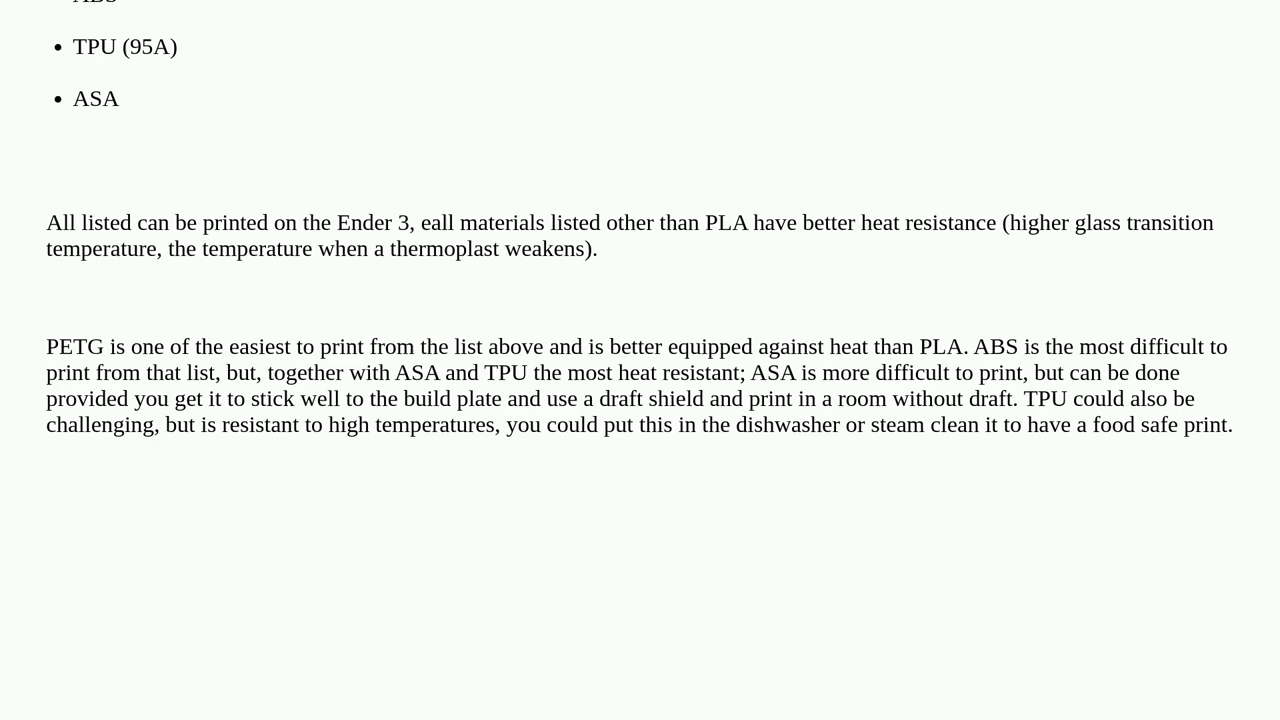 ABS
• TPU (95A)
• ASA
All listed can be printed on the Ender 3, eall materials listed other than PLA have better heat resistance (higher glass transition
temperature, the temperature when a thermoplast weakens).
PETG is one of the easiest to print from the list above and is better equipped against heat than PLA. ABS is the most difficult to
print from that list, but, together with ASA and TPU the most heat resistant; ASA is more difficult to print, but can be done
provided you get it to stick well to the build plate and use a draft shield and print in a room without draft. TPU could also be
challenging, but is resistant to high temperatures, you could put this in the dishwasher or steam clean it to have a food safe print.